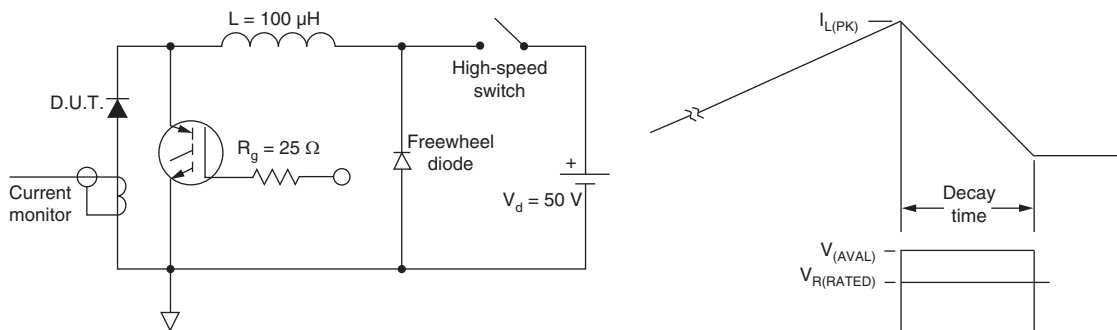 L = 100 µH
D.U.T.
High-speed
switch
R_g = 25 Ω
Freewheel
diode
+
V_d = 50 V
Current
monitor
I_L(PK)
Decay
time
V_(AVAL)
V_R(RATED)